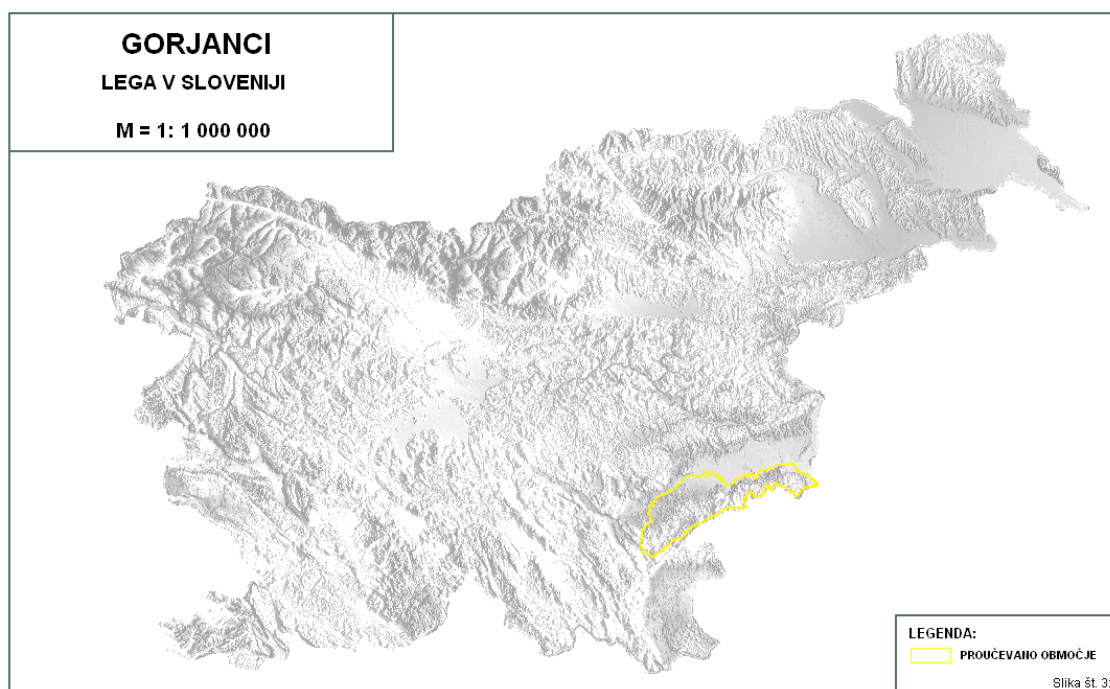 GORJANCI
LEGA V SLOVENIJI
M = 1: 1 000 000
LEGENDA:
PROUČEVANO OBMOČJE
Slika št. 3: